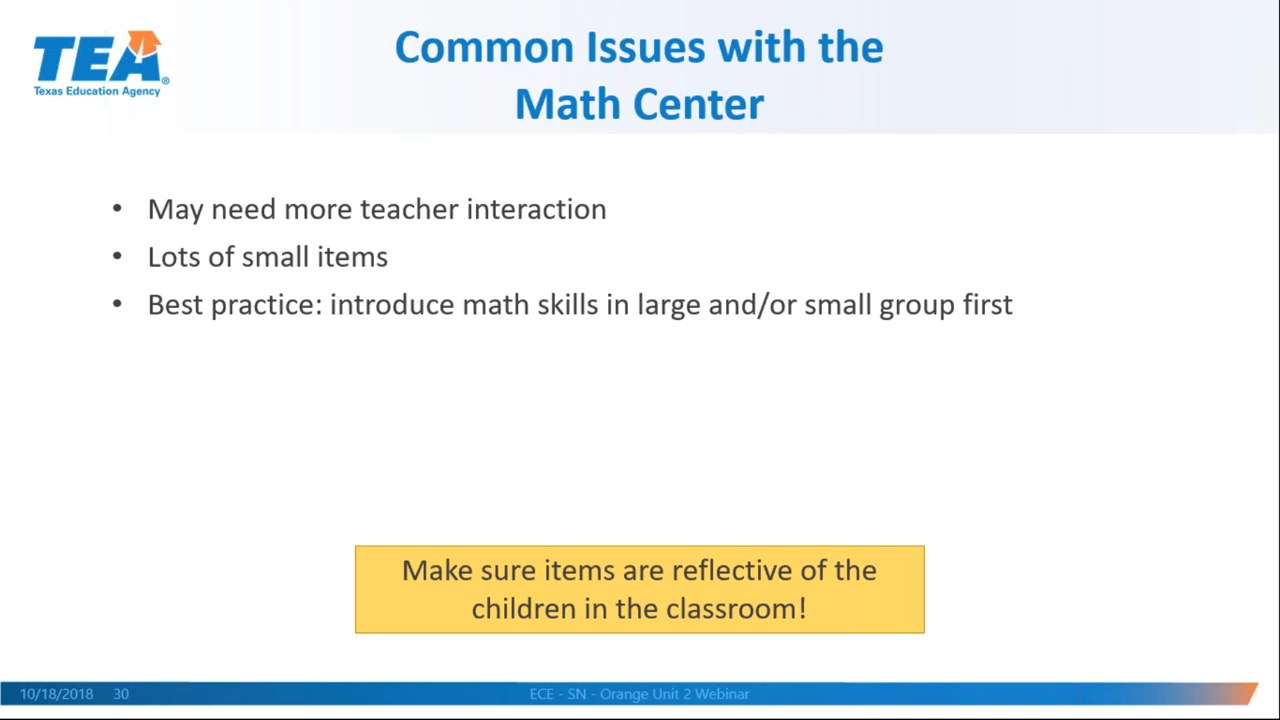 TEA
Texas Education Agency
Common Issues with the
Math Center
• May need more teacher interaction
• Lots of small items
• Best practice: introduce math skills in large and/or small group first
Make sure items are reflective of the
children in the classroom!
10/18/2018 30 ECE - SN - Orange Unit 2 Webinar